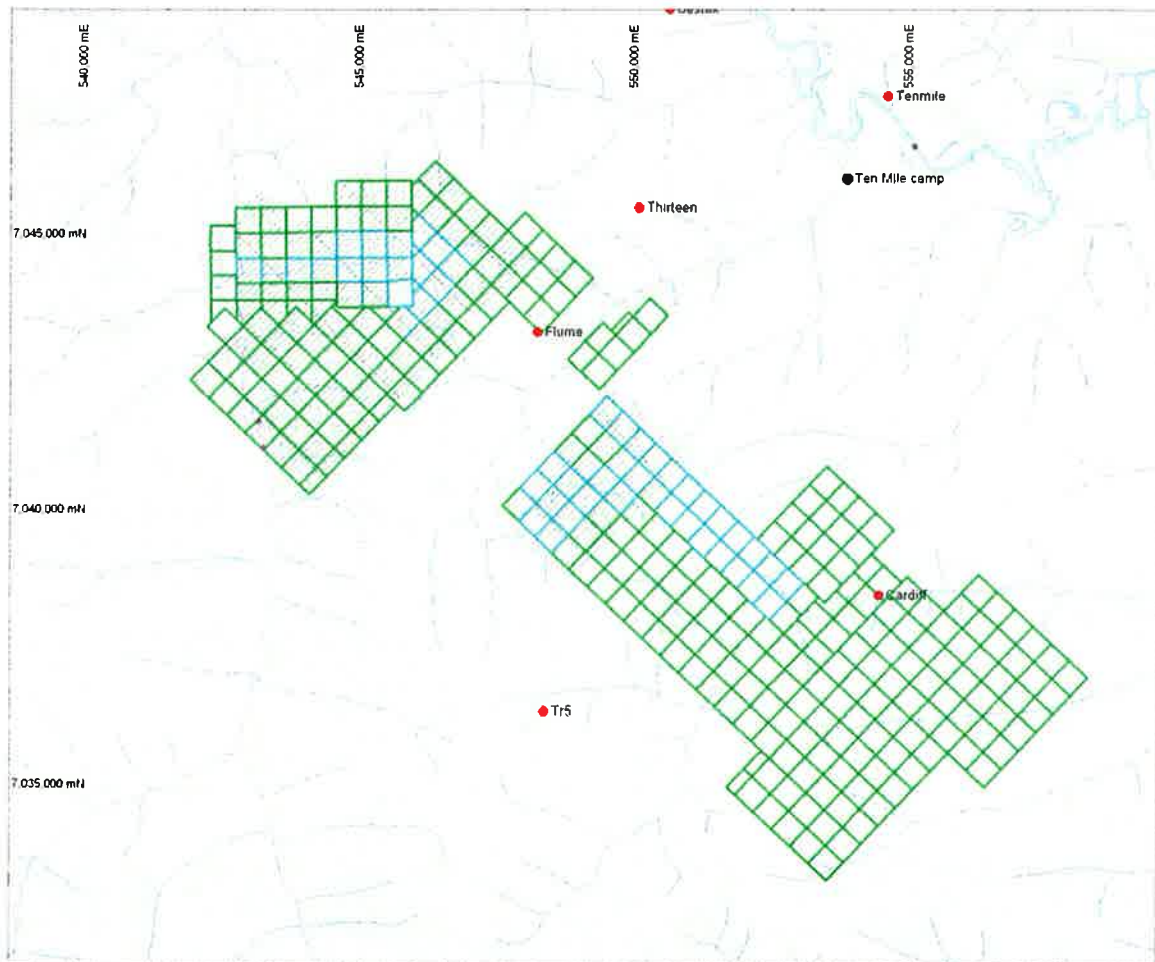 540,000 mE
545,000 mE
550,000 mE
555,000 mE
Tenmile
Ten Mile camp
Thirteen
7,045,000 mN
Flume
7,040,000 mN
Cardiff
Tr5
7,035,000 mN